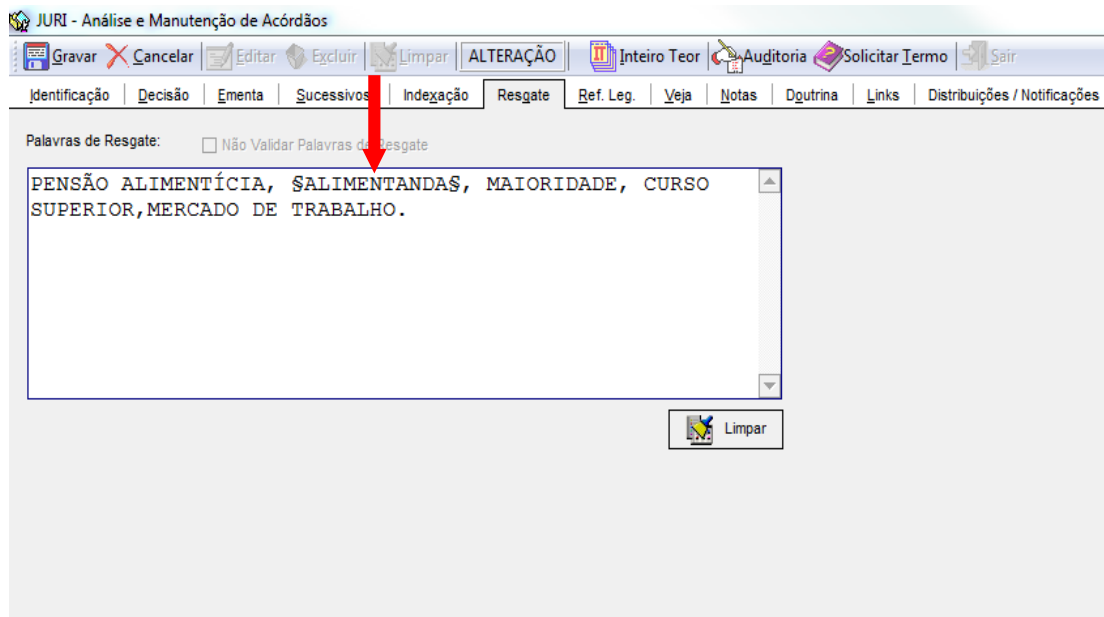 JURI - Análise e Manutenção de Acórdãos
Gravar Cancelar Editar Excluir Limpar ALTERAÇÃO Inteiro Teor Auditoria Solicitar Termo Sair
Identificação Decisão Ementa Sucessivos Indexação Resgate Ref. Leg. Veja Notas Doutrina Links Distribuições / Notificações
Palavras de Resgate: Não Validar Palavras de Resgate
PENSÃO ALIMENTÍCIA, §ALIMENTANDA§, MAIORIDADE, CURSO
SUPERIOR,MERCADO DE TRABALHO.
Limpar